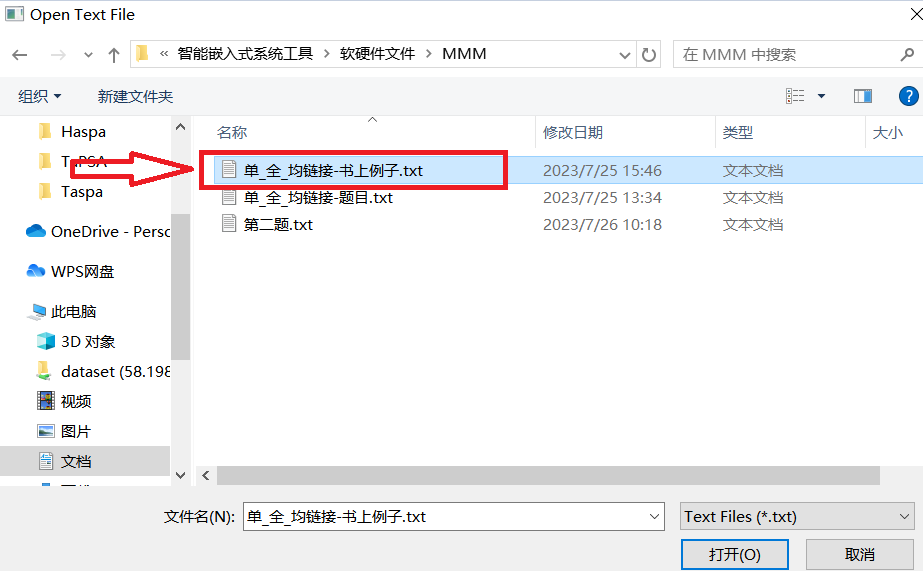 Open Text File
« 智能嵌入式系统工具 > 软硬件文件 > MMM
在 MMM 中搜索
组织
新建文件夹
名称
修改日期
类型
大小
Haspa
TaPSA
Taspa
OneDrive - Perso
WPS网盘
此电脑
3D 对象
dataset (58.198
视频
图片
文档
单_全_均链接-书上例子.txt 2023/7/25 15:46 文本文档
单_全_均链接-题目.txt 2023/7/25 13:34 文本文档
第二题.txt 2023/7/26 10:18 文本文档
文件名(N): 单_全_均链接-书上例子.txt
Text Files (*.txt)
打开(O)
取消